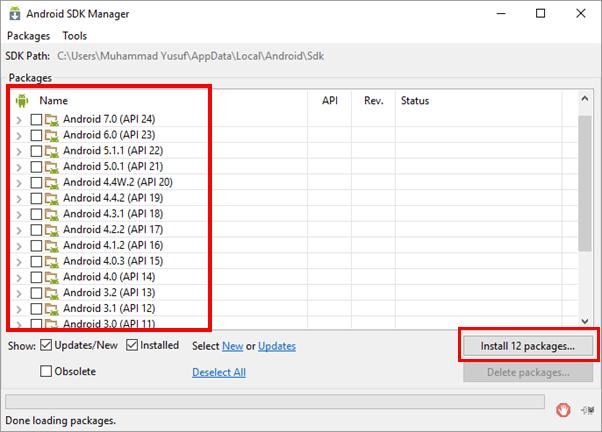 Android SDK Manager
Packages Tools
SDK Path: C:\Users\Muhammad Yusuf\AppData\Local\Android\Sdk
Packages
Name API Rev. Status
Android 7.0 (API 24)
Android 6.0 (API 23)
Android 5.1.1 (API 22)
Android 5.0.1 (API 21)
Android 4.4W.2 (API 20)
Android 4.4.2 (API 19)
Android 4.3.1 (API 18)
Android 4.2.2 (API 17)
Android 4.1.2 (API 16)
Android 4.0.3 (API 15)
Android 4.0 (API 14)
Android 3.2 (API 13)
Android 3.1 (API 12)
Android 3.0 (API 11)
Show: Updates/New Installed Select New or Updates Install 12 packages...
Obsolete Deselect All Delete packages...
Done loading packages.